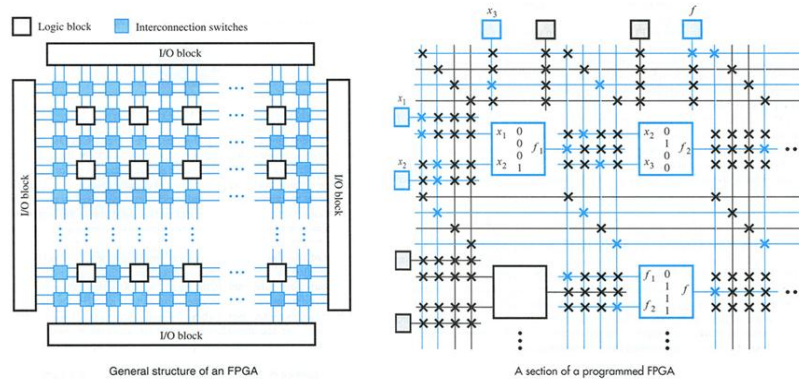 Logic block
Interconnection switches
I/O block
I/O block
I/O block
I/O block
General structure of an FPGA
x₃
f
x₁
x₂
x₁ 0
0
0
x₂ 1
f₁
x₂ 0
1
0
x₃ 0
f₂
f₁ 0
1
1
f₂ 1
f
A section of a programmed FPGA